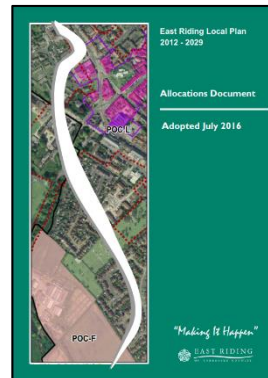 East Riding Local Plan
2012 - 2029
Allocations Document
Adopted July 2016
POC-L
POC-F
"Making It Happen"
EAST RIDING